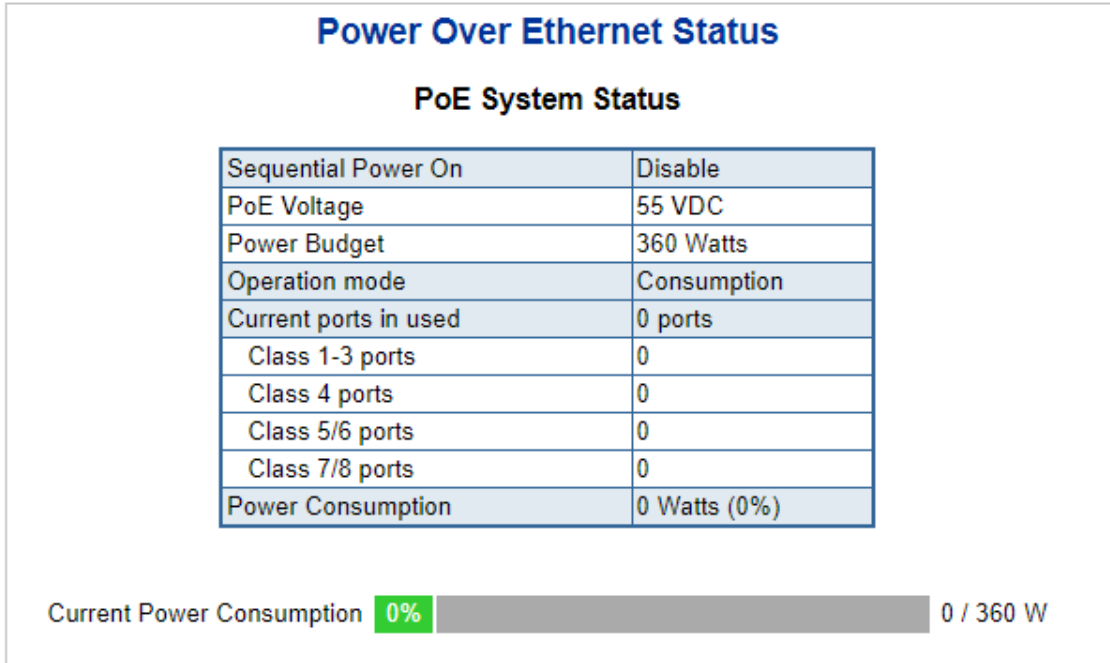 Power Over Ethernet Status
PoE System Status
Sequential Power On Disable
PoE Voltage 55 VDC
Power Budget 360 Watts
Operation mode Consumption
Current ports in used 0 ports
Class 1-3 ports 0
Class 4 ports 0
Class 5/6 ports 0
Class 7/8 ports 0
Power Consumption 0 Watts (0%)
Current Power Consumption 0% 0 / 360 W